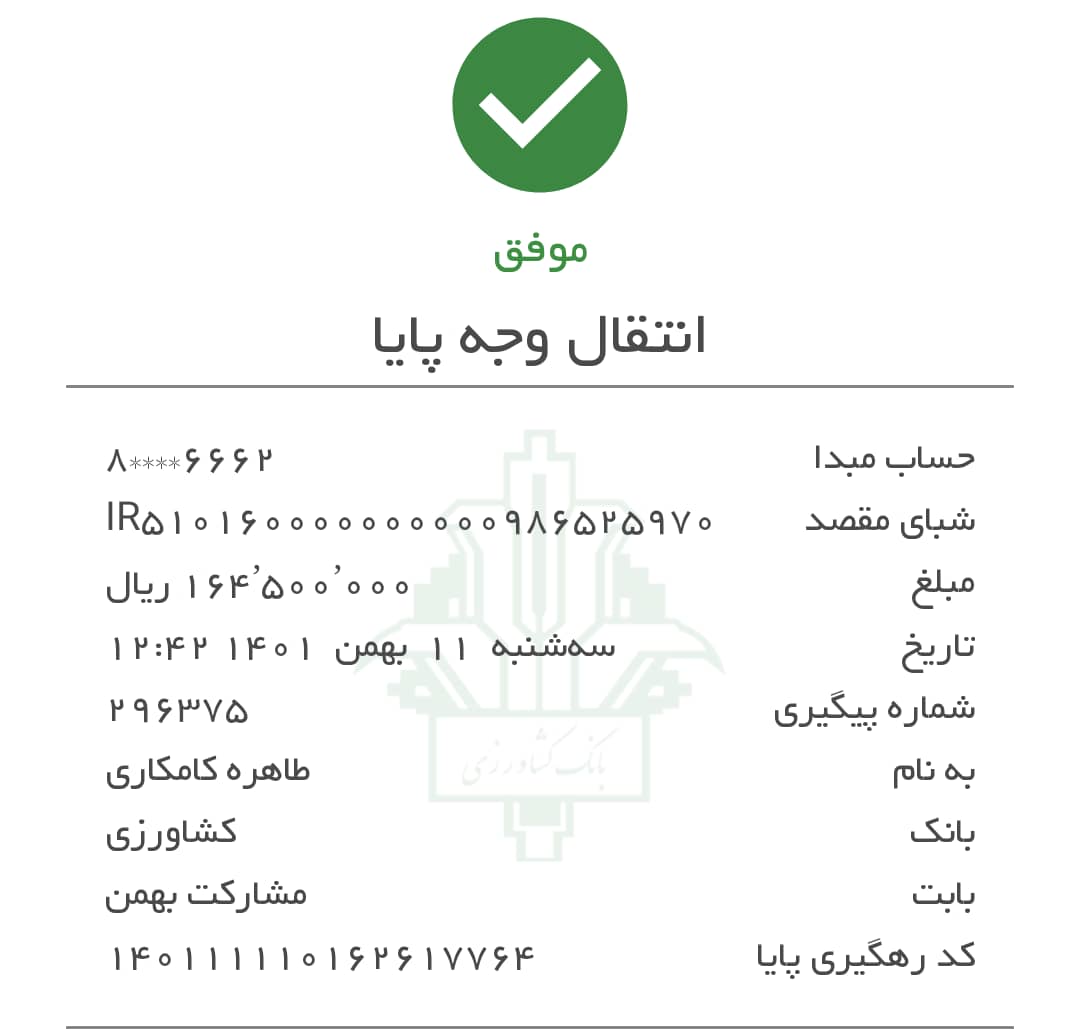 موفق
انتقال وجه پایا
حساب مبدا ۸****۶۶۶۲
شبای مقصد IR۵۱۰۱۶۰۰۰۰۰۰۰۰۰۰۹۸۶۵۲۵۹۷۰
مبلغ ۱۶۴٬۵۰۰٬۰۰۰ ریال
تاریخ سه‌شنبه ۱۱ بهمن ۱۴۰۱ ۱۲:۴۲
شماره پیگیری ۲۹۶۳۷۵
به نام طاهره کامکاری
بانک کشاورزی
بابت مشارکت بهمن
کد رهگیری پایا ۱۴۰۱۱۱۱۱۰۱۶۲۶۱۷۷۶۴
بانک کشاورزی